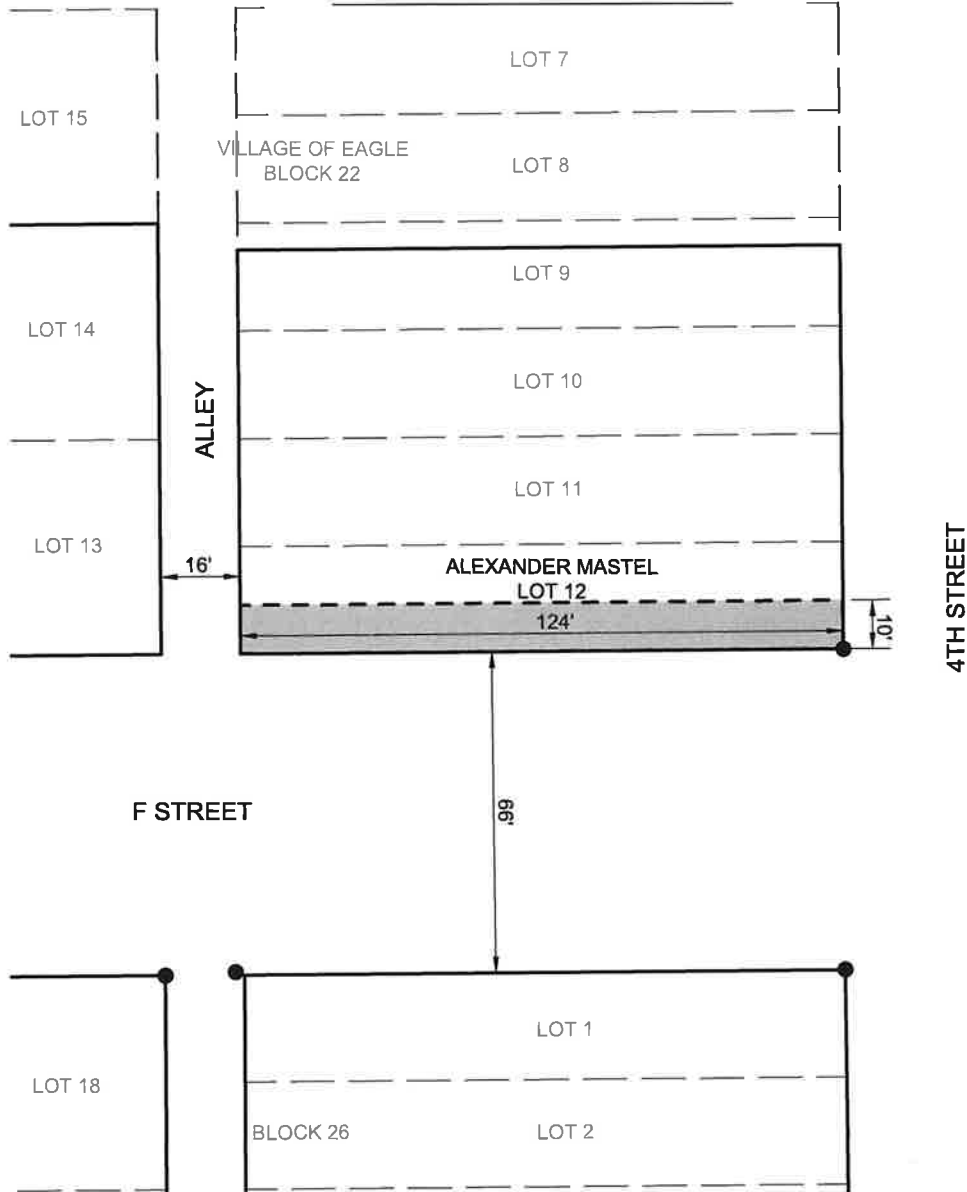 LOT 7
LOT 15
VILLAGE OF EAGLE
BLOCK 22
LOT 8
LOT 9
LOT 14
LOT 10
ALLEY
LOT 11
LOT 13
16'
ALEXANDER MASTEL
LOT 12
124'
10'
4TH STREET
F STREET
66'
LOT 1
LOT 18
BLOCK 26
LOT 2